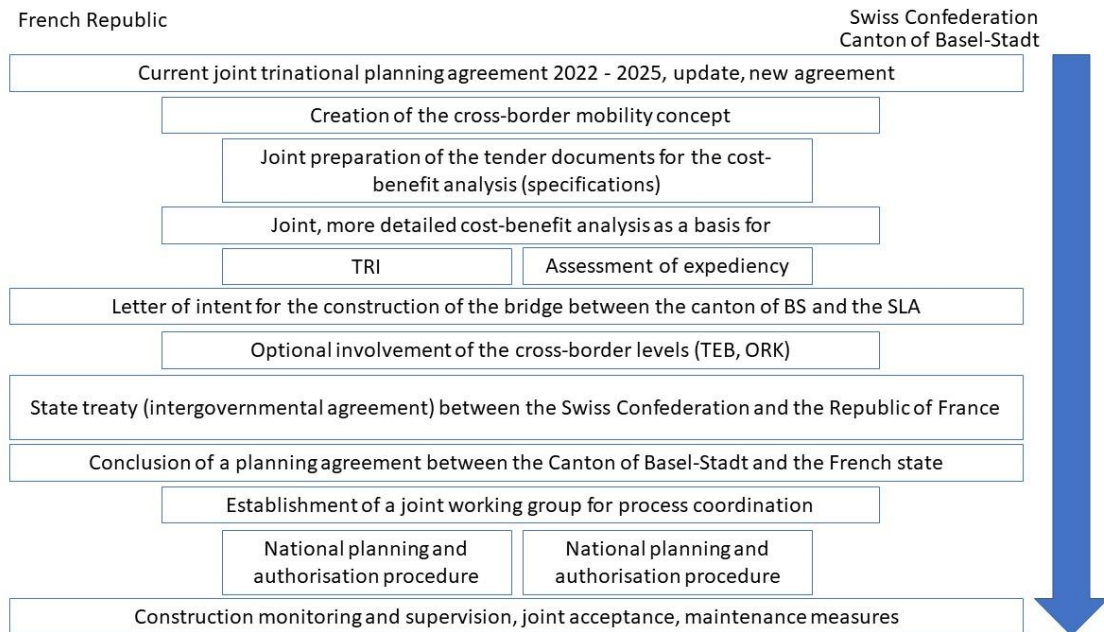 French Republic
Swiss Confederation
Canton of Basel-Stadt
Current joint trinational planning agreement 2022 - 2025, update, new agreement
Creation of the cross-border mobility concept
Joint preparation of the tender documents for the cost-
benefit analysis (specifications)
Joint, more detailed cost-benefit analysis as a basis for
TRI
Assessment of expediency
Letter of intent for the construction of the bridge between the canton of BS and the SLA
Optional involvement of the cross-border levels (TEB, ORK)
State treaty (intergovernmental agreement) between the Swiss Confederation and the Republic of France
Conclusion of a planning agreement between the Canton of Basel-Stadt and the French state
Establishment of a joint working group for process coordination
National planning and
authorisation procedure
National planning and
authorisation procedure
Construction monitoring and supervision, joint acceptance, maintenance measures